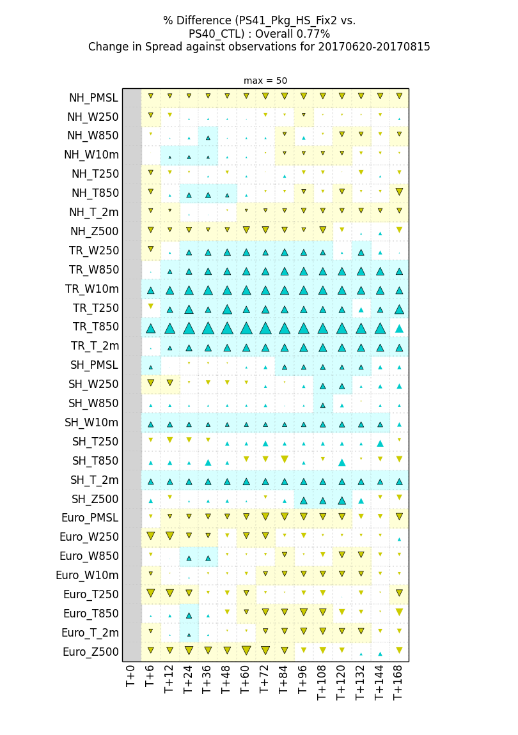 % Difference (PS41_Pkg_HS_Fix2 vs.
PS40_CTL) : Overall 0.77%
Change in Spread against observations for 20170620-20170815
max = 50
NH_PMSL
NH_W250
NH_W850
NH_W10m
NH_T250
NH_T850
NH_T_2m
NH_Z500
TR_W250
TR_W850
TR_W10m
TR_T250
TR_T850
TR_T_2m
SH_PMSL
SH_W250
SH_W850
SH_W10m
SH_T250
SH_T850
SH_T_2m
SH_Z500
Euro_PMSL
Euro_W250
Euro_W850
Euro_W10m
Euro_T250
Euro_T850
Euro_T_2m
Euro_Z500
T+0
T+6
T+12
T+24
T+36
T+48
T+60
T+72
T+84
T+96
T+108
T+120
T+132
T+144
T+168